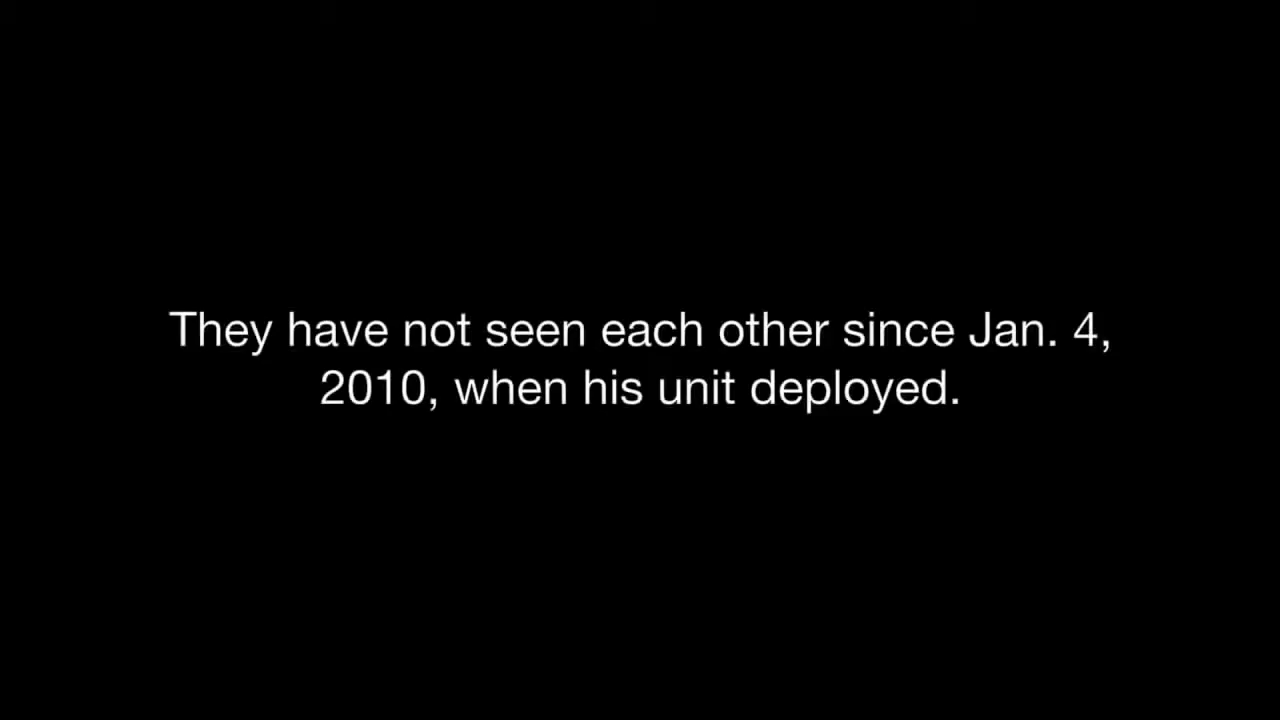 They have not seen each other since Jan. 4,
2010, when his unit deployed.